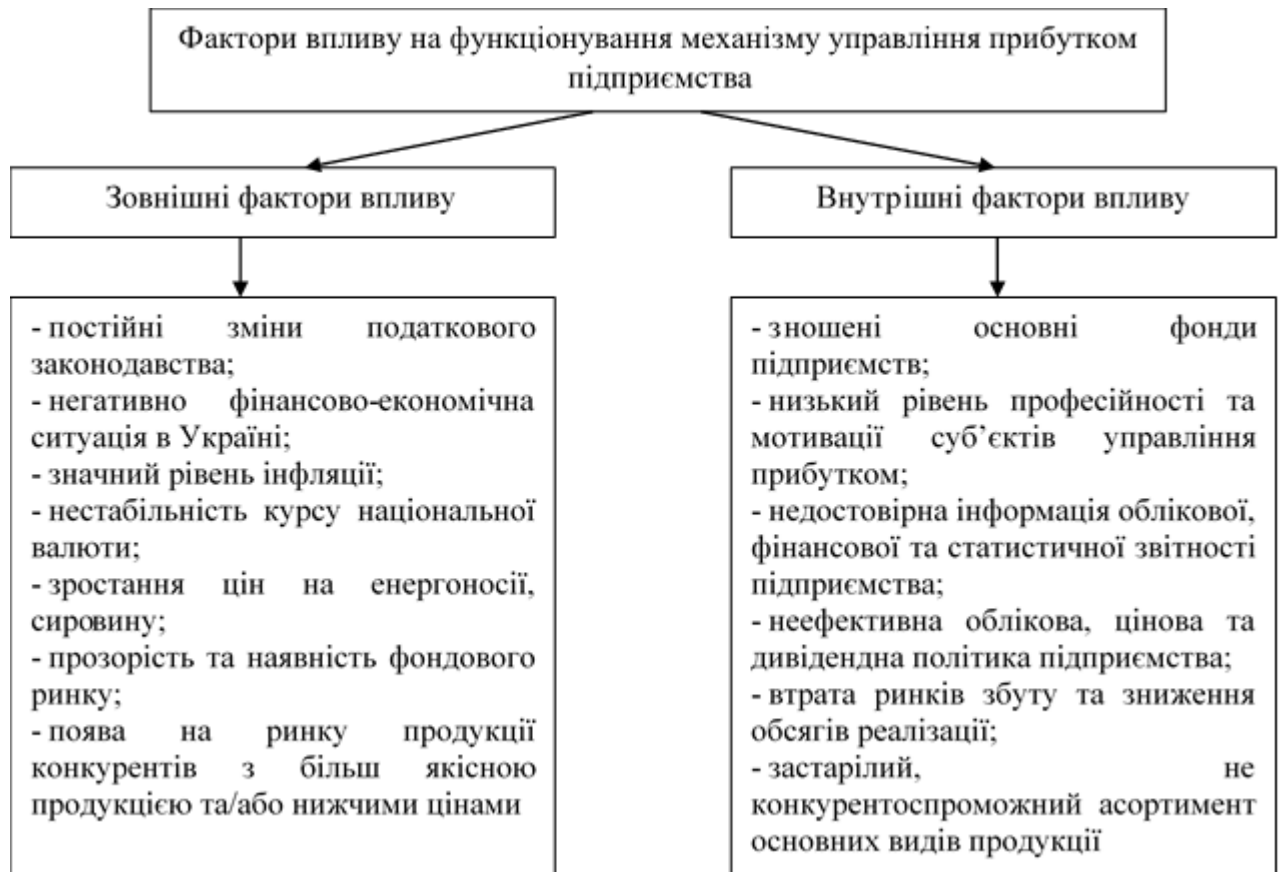 Фактори впливу на функціонування механізму управління прибутком
підприємства
Зовнішні фактори впливу
Внутрішні фактори впливу
- постійні зміни податкового
законодавства;
- негативно фінансово-економічна
ситуація в Україні;
- значний рівень інфляції;
- нестабільність курсу національної
валюти;
- зростання цін на енергоносії,
сировину;
- прозорість та наявність фондового
ринку;
- поява на ринку продукції
конкурентів з більш якісною
продукцією та/або нижчими цінами
- зношені основні фонди
підприємств;
- низький рівень професійності та
мотивації суб’єктів управління
прибутком;
- недостовірна інформація облікової,
фінансової та статистичної звітності
підприємства;
- неефективна облікова, цінова та
дивідендна політика підприємства;
- втрата ринків збуту та зниження
обсягів реалізації;
- застарілий, не
конкурентоспроможний асортимент
основних видів продукції